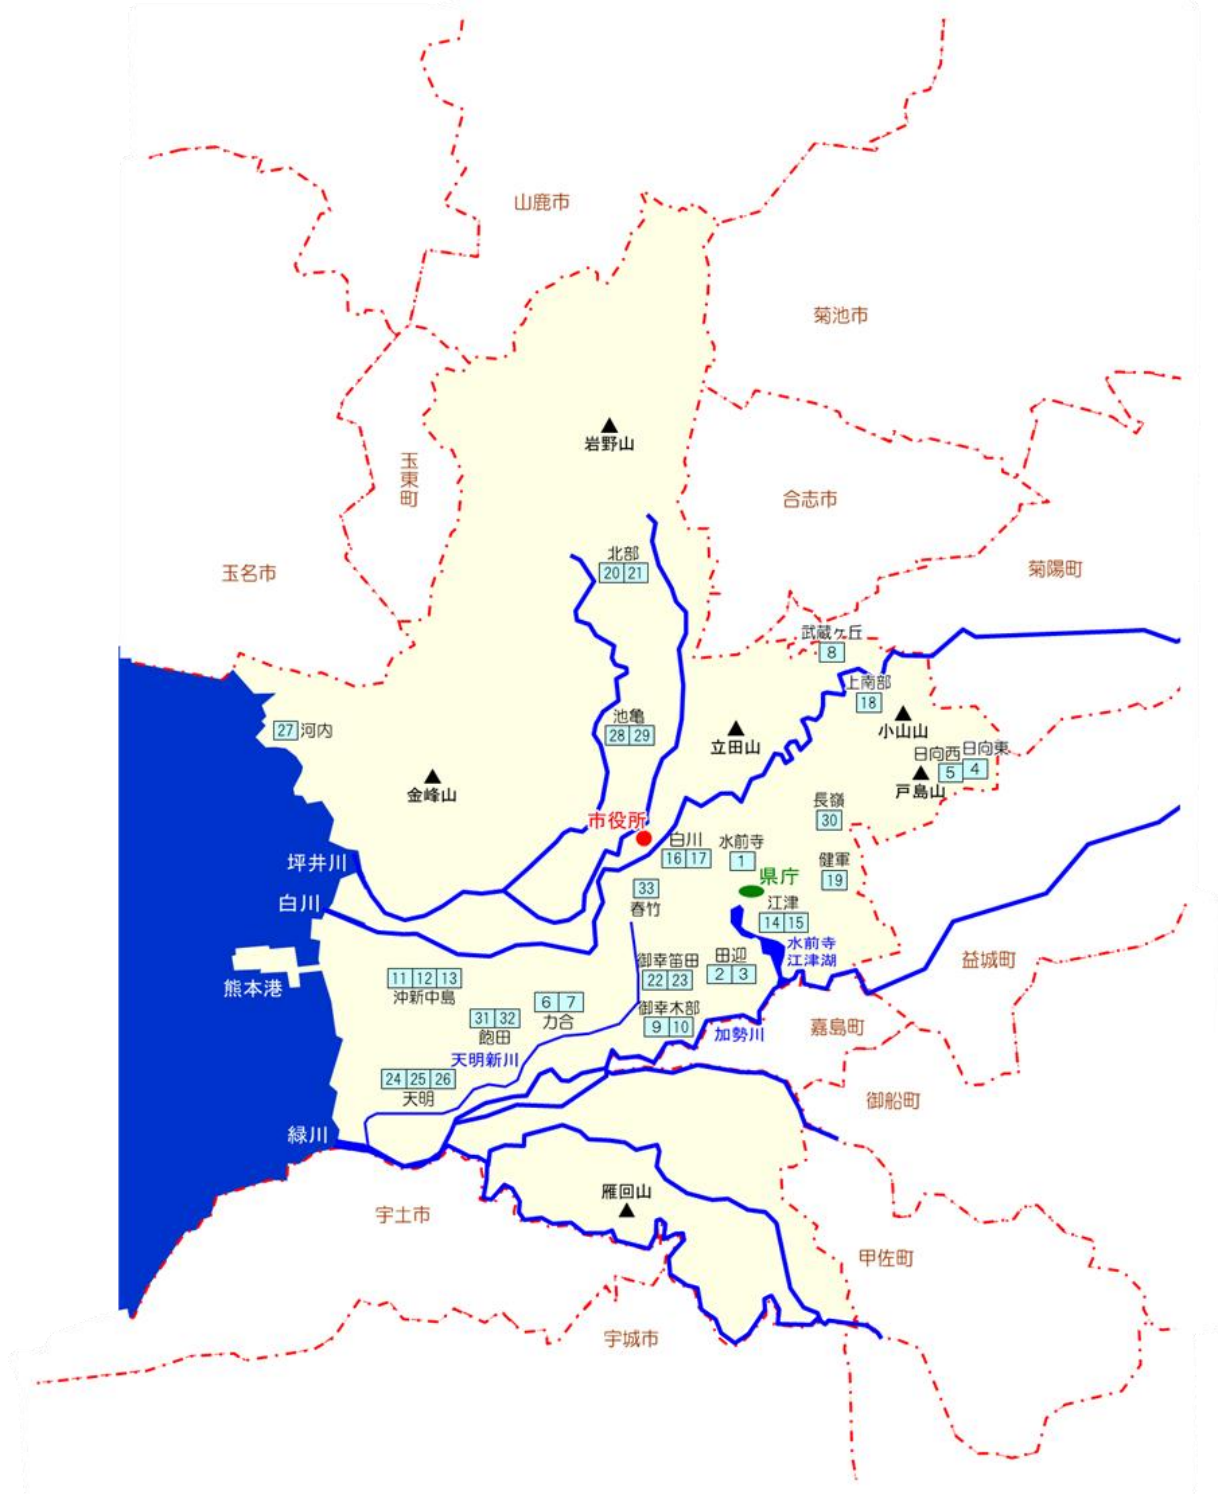 山鹿市
菊池市
岩野山
玉東町
合志市
北部
20 21
玉名市
菊陽町
武蔵ヶ丘
8
上南部
18
27 河内
池亀
28 29
立田山
小山山
日向西
日向東
5
4
金峰山
戸島山
長嶺
30
市役所
白川
16 17
水前寺
1
坪井川
健軍
19
県庁
33
春竹
白川
江津
14 15
水前寺
江津湖
御幸笛田
22 23
田迎
2 3
益城町
熊本港
11 12 13
沖新中島
6 7
力合
31 32
飽田
御幸木部
9 10
加勢川
嘉島町
天明新川
24 25 26
天明
御船町
緑川
雁回山
宇土市
甲佐町
宇城市